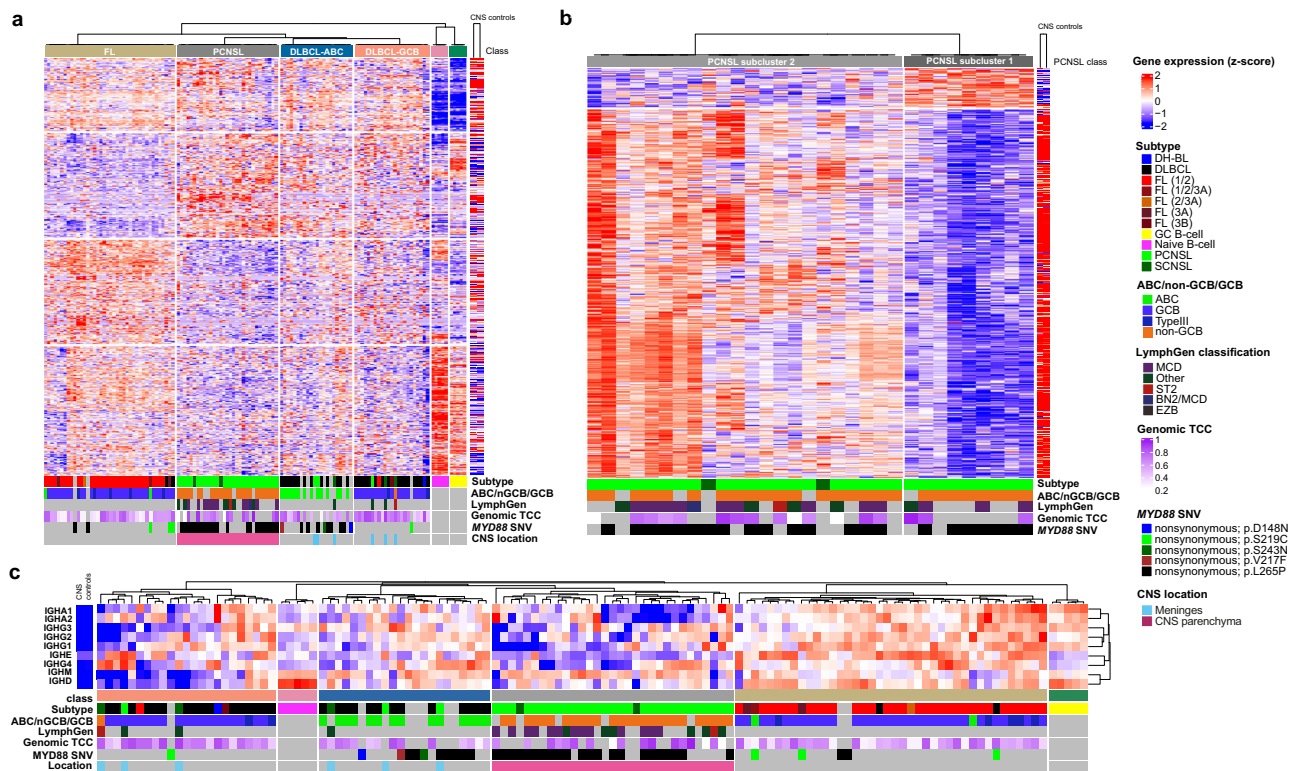 a
CNS controls
FL
PCNSL
DLBCL-ABC
DLBCL-GCB
Class
Subtype
ABC/nGCB/GCB
LymphGen
Genomic TCC
MYD88 SNV
CNS location
b
CNS controls
PCNSL subcluster 2
PCNSL subcluster 1
PCNSL class
Subtype
ABC/nGCB/GCB
LymphGen
Genomic TCC
MYD88 SNV
Gene expression (z-score)
2
1
0
−1
−2
Subtype
DH-BL
DLBCL
FL (1/2)
FL (1/2/3A)
FL (2/3A)
FL (3A)
FL (3B)
GC B-cell
Naive B-cell
PCNSL
SCNSL
ABC/non-GCB/GCB
ABC
GCB
TypeIII
non-GCB
LymphGen classification
MCD
Other
ST2
BN2/MCD
EZB
Genomic TCC
1
0.8
0.6
0.4
0.2
MYD88 SNV
nonsynonymous; p.D148N
nonsynonymous; p.S219C
nonsynonymous; p.S243N
nonsynonymous; p.V217F
nonsynonymous; p.L265P
CNS location
Meninges
CNS parenchyma
c
CNS
controls
IGHA1
IGHA2
IGHG3
IGHG2
IGHG1
IGHE
IGHG4
IGHM
IGHD
class
Subtype
ABC/nGCB/GCB
LymphGen
Genomic TCC
MYD88 SNV
Location